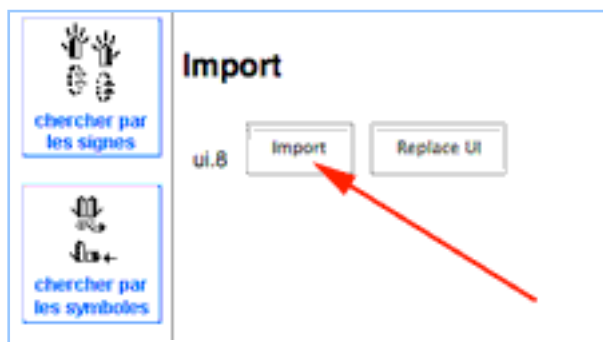 chercher par
les signes
chercher par
les symboles
Import
ui.8 Import Replace UI